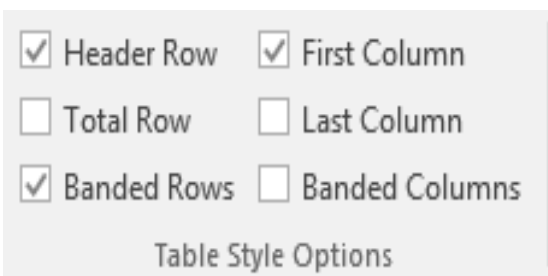 Header Row First Column
Total Row Last Column
Banded Rows Banded Columns
Table Style Options